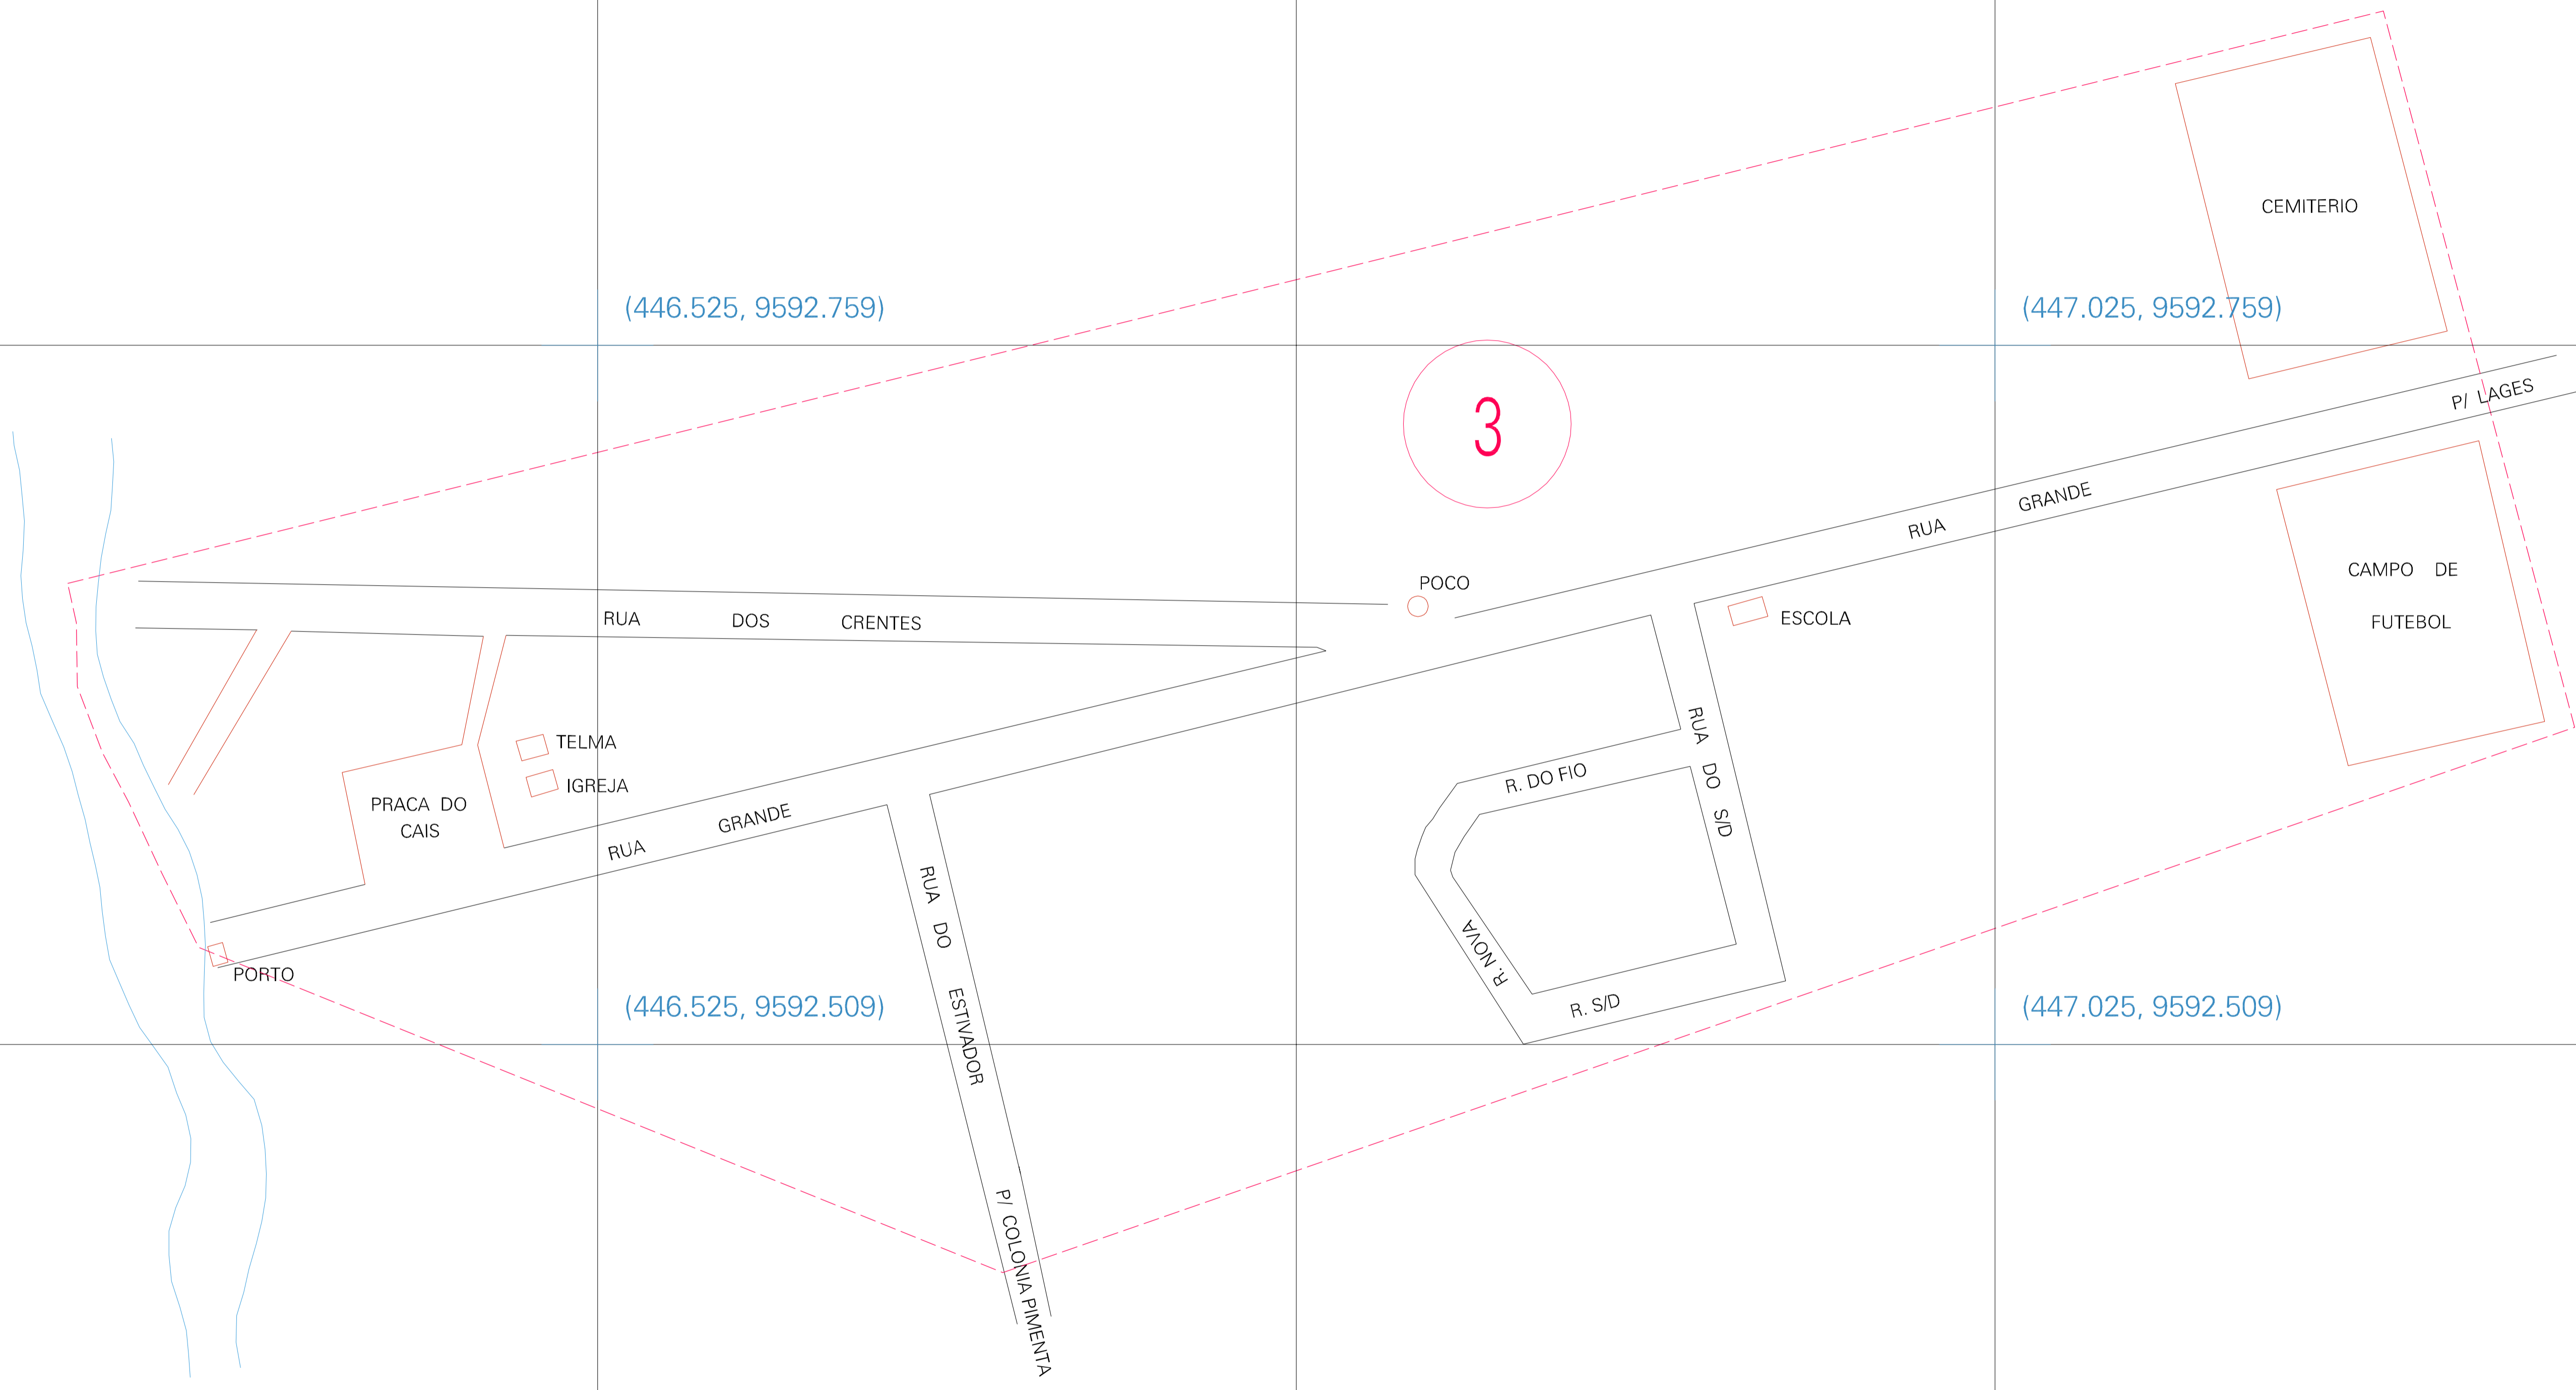 CEMITERIO
(446.525, 9592.759)
(447.025, 9592.759)
P/ LAGES
3
RUA GRANDE
POCO
CAMPO DE
FUTEBOL
RUA DOS CRENTES
ESCOLA
TELMA
IGREJA
RUA DO S/D
R. DO FIO
PRACA DO
CAIS
RUA GRANDE
RUA DO ESTIVADOR
R. NOVA
PORTO
R. S/D
(446.525, 9592.509)
(447.025, 9592.509)
P/ COLONIA PIMENTA